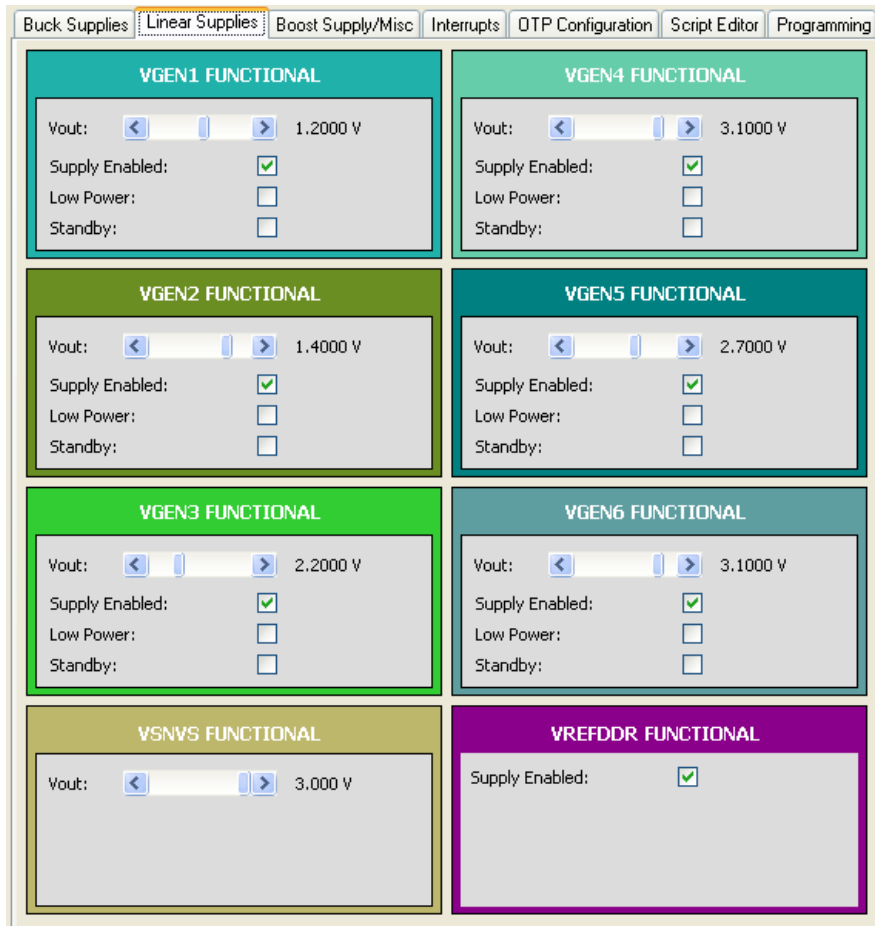 Buck Supplies Linear Supplies Boost Supply/Misc Interrupts OTP Configuration Script Editor Programming
VGEN1 FUNCTIONAL
Vout: 1.2000 V
Supply Enabled:
Low Power:
Standby:
VGEN4 FUNCTIONAL
Vout: 3.1000 V
Supply Enabled:
Low Power:
Standby:
VGEN2 FUNCTIONAL
Vout: 1.4000 V
Supply Enabled:
Low Power:
Standby:
VGEN5 FUNCTIONAL
Vout: 2.7000 V
Supply Enabled:
Low Power:
Standby:
VGEN3 FUNCTIONAL
Vout: 2.2000 V
Supply Enabled:
Low Power:
Standby:
VGEN6 FUNCTIONAL
Vout: 3.1000 V
Supply Enabled:
Low Power:
Standby:
VSNVS FUNCTIONAL
Vout: 3.000 V
VREFDDR FUNCTIONAL
Supply Enabled: